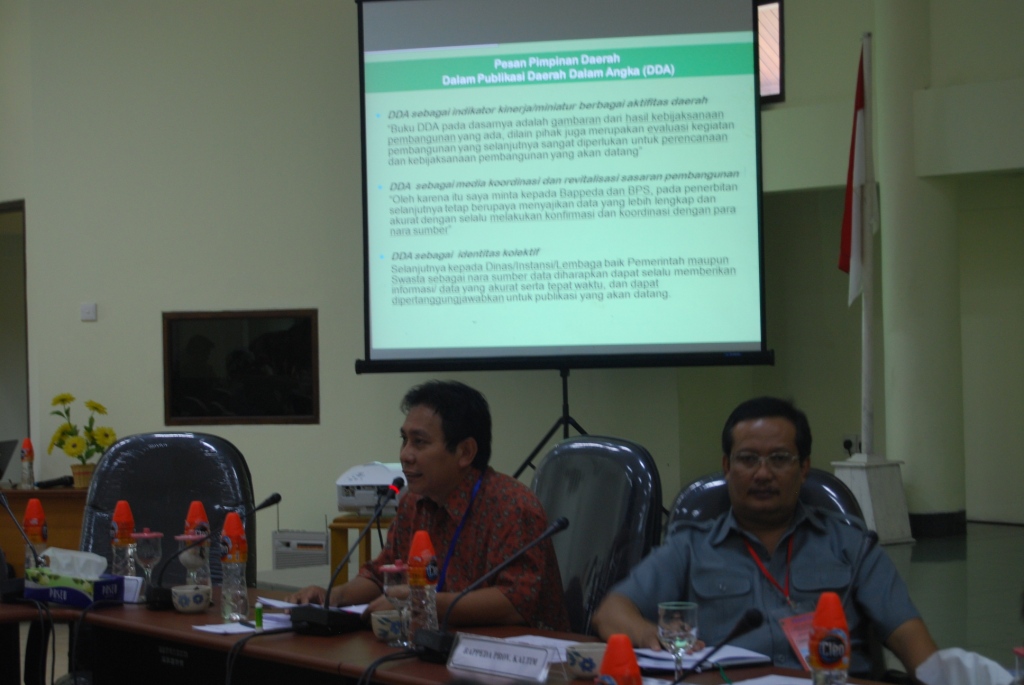 Pesan Pimpinan Daerah
Dalam Publikasi Daerah Dalam Angka (DDA)
DDA sebagai indikator kinerja/miniatur berbagai aktifitas daerah
"Buku DDA pada dasarnya adalah gambaran dari hasil kebijaksanaan
pembangunan yang ada, dilain pihak juga merupakan evaluasi kegiatan
pembangunan yang selanjutnya sangat diperlukan untuk perencanaan
dan kebijaksanaan pembangunan yang akan datang"
DDA sebagai media koordinasi dan revitalisasi sasaran pembangunan
"Oleh karena itu saya minta kepada Bappeda dan BPS, pada penerbitan
selanjutnya tetap berupaya menyajikan data yang lebih lengkap dan
akurat dengan selalu melakukan konfirmasi dan koordinasi dengan para
nara sumber"
DDA sebagai identitas kolektif
Selanjutnya kepada Dinas/Instansi/Lembaga baik Pemerintah maupun
Swasta sebagai nara sumber data diharapkan dapat selalu memberikan
informasi/ data yang akurat serta tepat waktu, dan dapat
dipertanggungjawabkan untuk publikasi yang akan datang.
BAPPEDA PROV. KALTIM